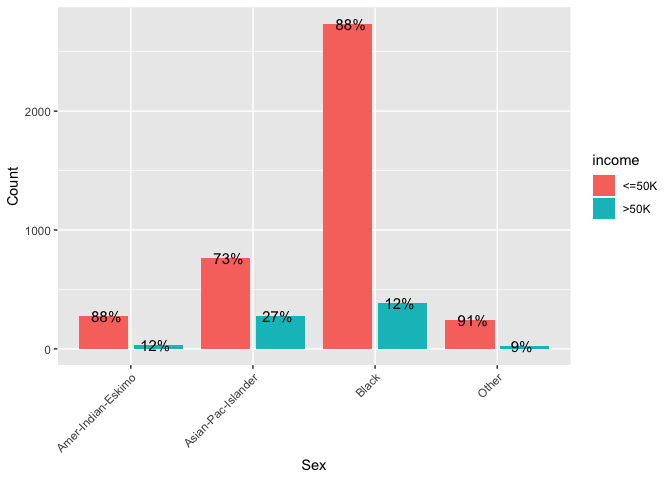 88%
2000
income
<=50K
>50K
Count
1000
73%
88%
27%
12%
91%
12%
9%
0
Amer-Indian-Eskimo
Asian-Pac-Islander
Black
Other
Sex